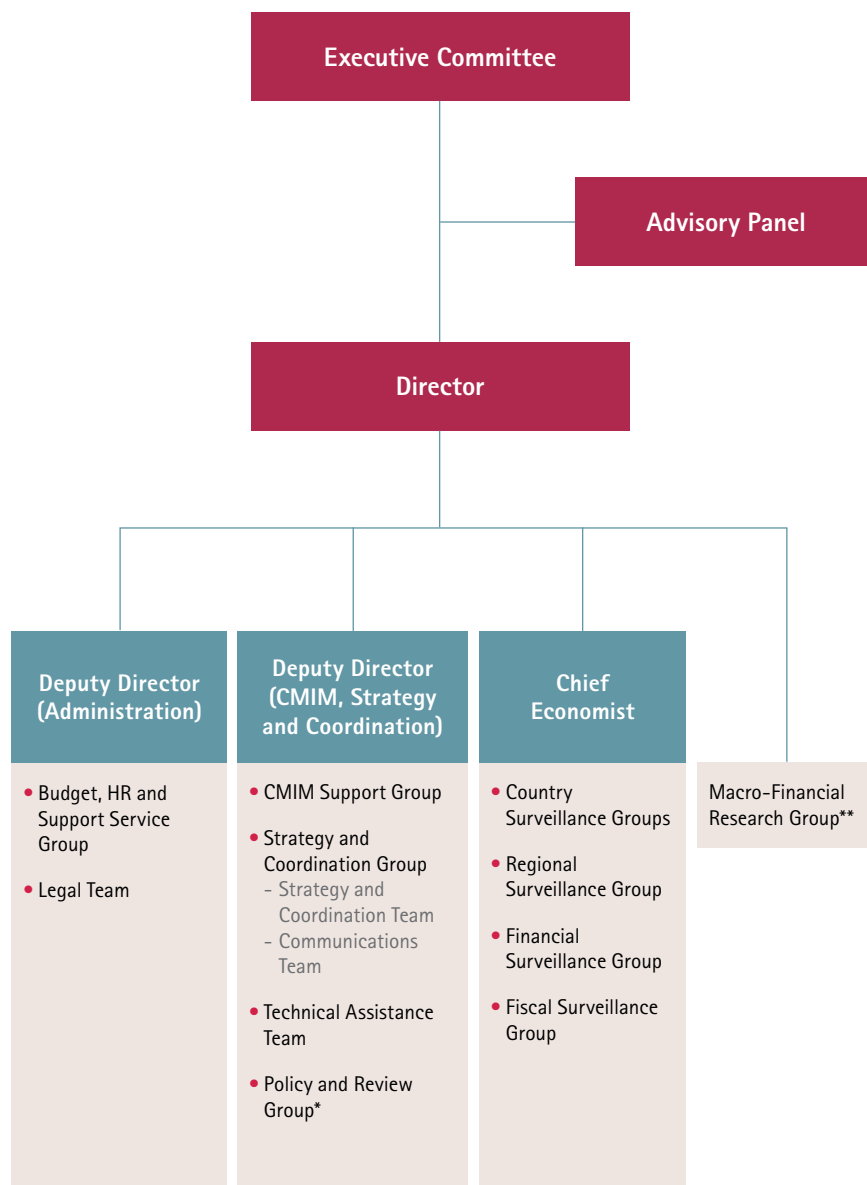 Executive Committee
Advisory Panel
Director
Deputy Director
(Administration)
• Budget, HR and
Support Service
Group
• Legal Team
Deputy Director
(CMIM, Strategy
and Coordination)
• CMIM Support Group
• Strategy and
Coordination Group
- Strategy and
Coordination Team
- Communications
Team
• Technical Assistance
Team
• Policy and Review
Group*
Chief
Economist
• Country
Surveillance Groups
• Regional
Surveillance Group
• Financial
Surveillance Group
• Fiscal Surveillance
Group
Macro-Financial
Research Group**